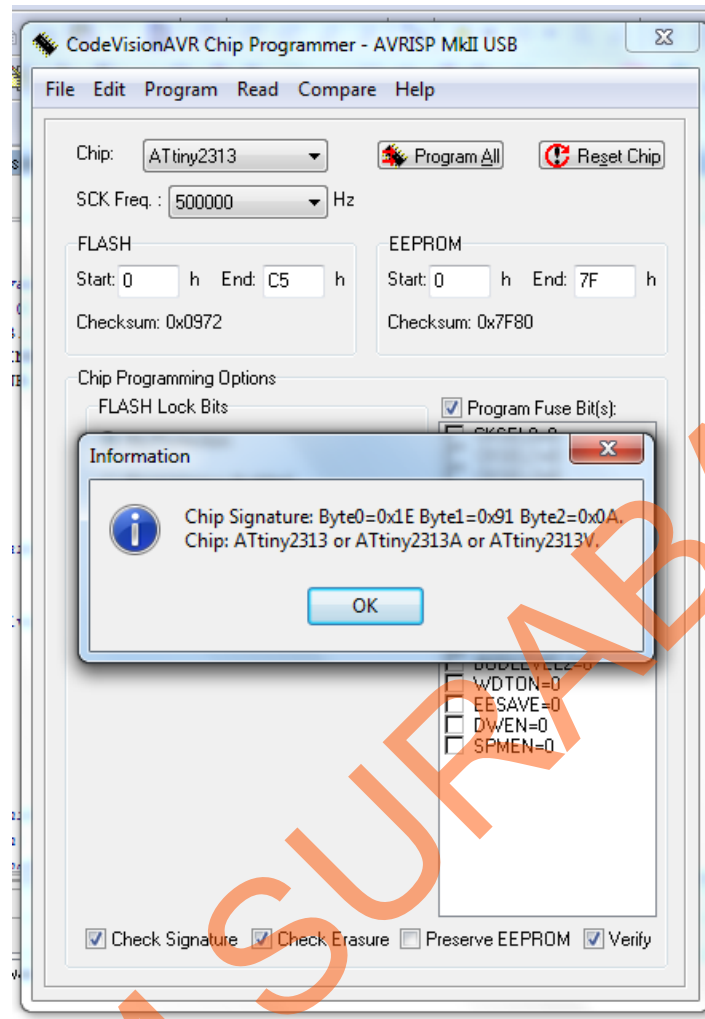 CodeVisionAVR Chip Programmer - AVRISP MkII USB
File Edit Program Read Compare Help
Chip: ATtiny2313 Program All Reset Chip
SCK Freq. : 500000 Hz
FLASH EEPROM
Start: 0 h End: C5 h Start: 0 h End: 7F h
Checksum: 0x0972 Checksum: 0x7F80
Chip Programming Options
FLASH Lock Bits Program Fuse Bit(s):
Information
Chip Signature: Byte0=0x1E Byte1=0x91 Byte2=0x0A.
Chip: ATtiny2313 or ATtiny2313A or ATtiny2313V.
OK
BODLEVEL2=0
WDTON=0
EESAVE=0
DWEN=0
SPMEN=0
Check Signature Check Erasure Preserve EEPROM Verify
SURAB